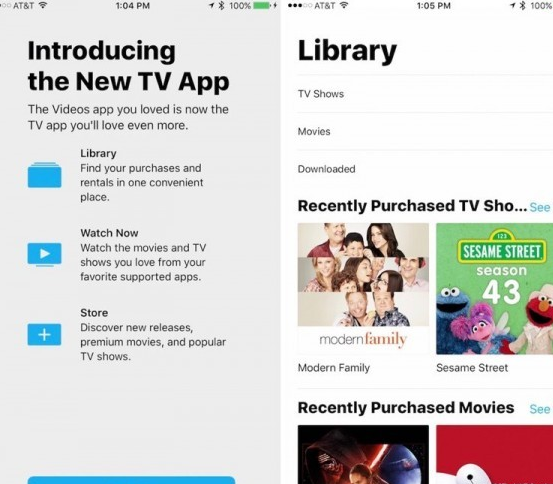 AT&T
1:04 PM
100%
Introducing
the New TV App
The Videos app you loved is now the
TV app you'll love even more.
Library
Find your purchases and
rentals in one convenient
place.
Watch Now
Watch the movies and TV
shows you love from your
favorite supported apps.
Store
Discover new releases,
premium movies, and popular
TV shows.
AT&T
1:05 PM
100%
Library
TV Shows
Movies
Downloaded
Recently Purchased TV Sho... See
modern family
123
SESAME STREET
season
43
Modern Family
Sesame Street
Recently Purchased Movies See